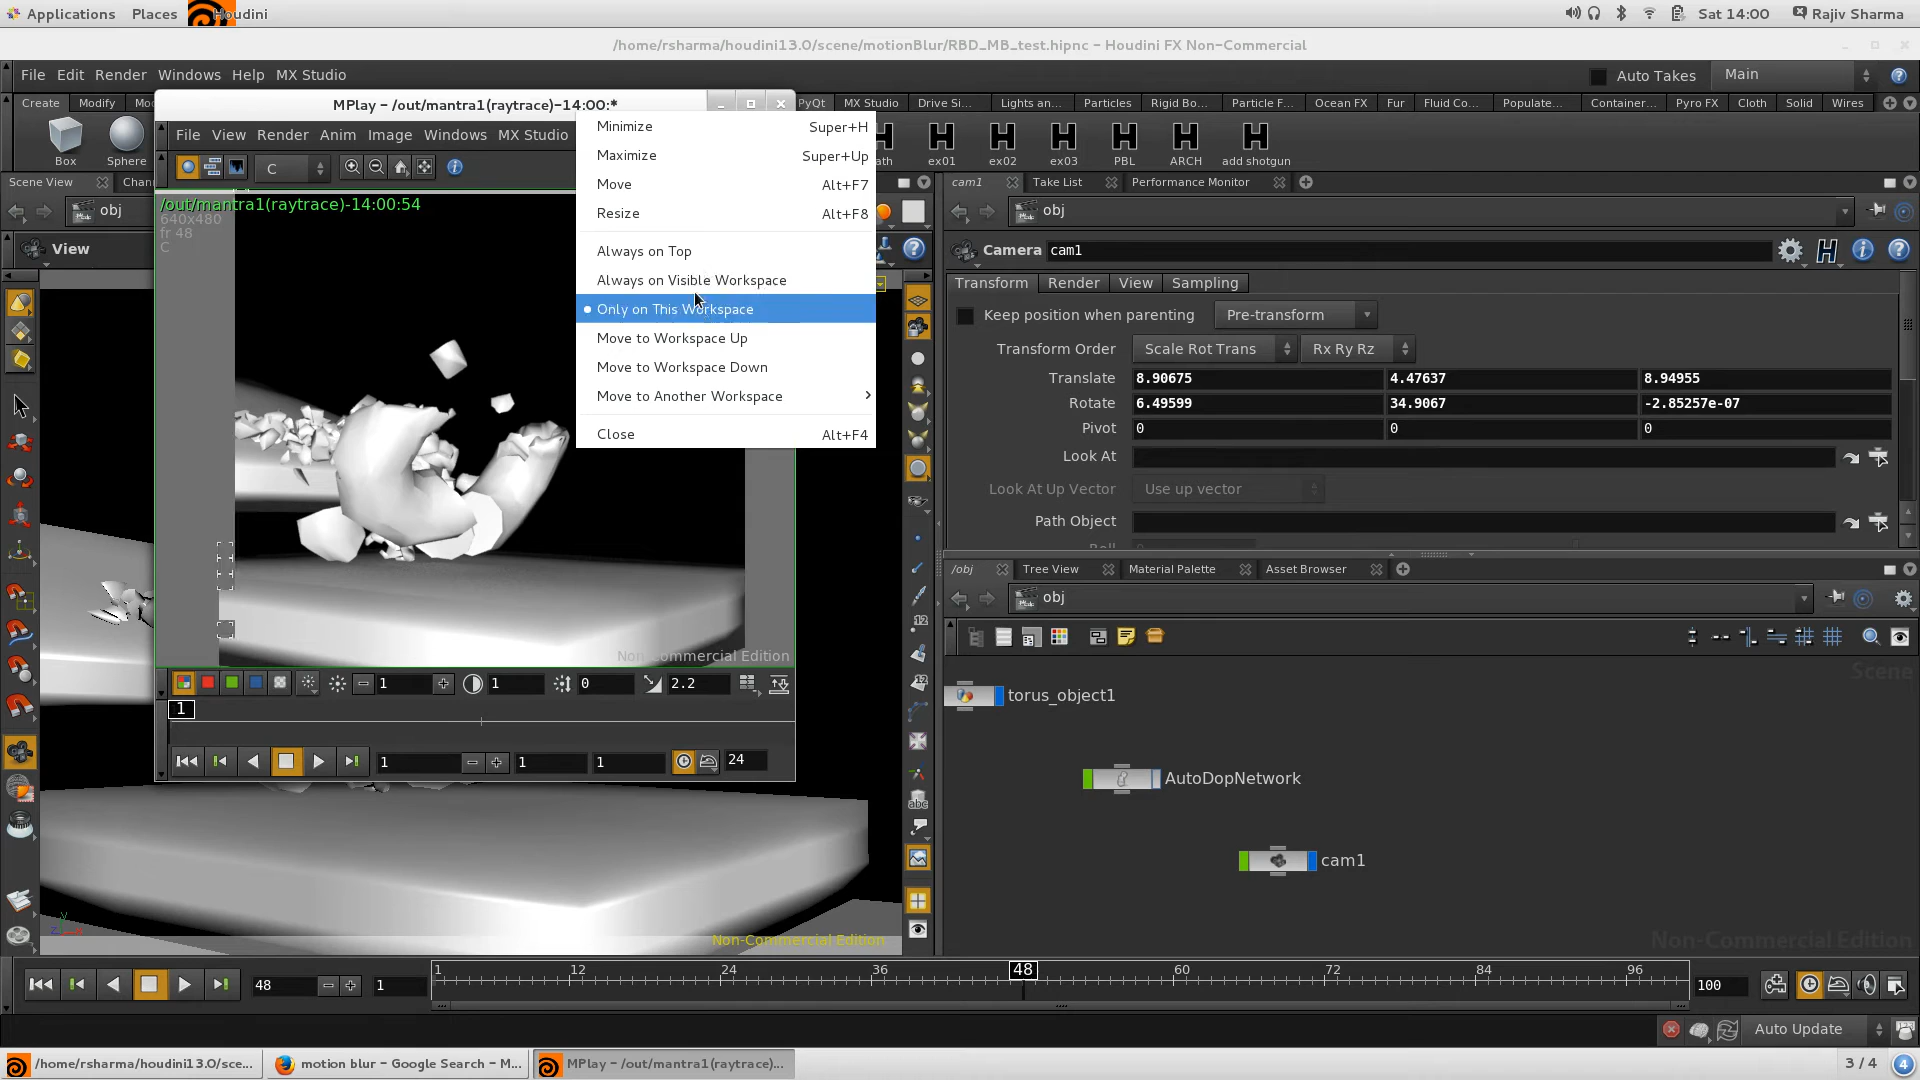 Applications Places Houdini
Sat 14:00 Rajiv Sharma
/home/rsharma/houdini13.0/scene/motionBlur/RBD_MB_test.hipnc – Houdini FX Non-Commercial
File Edit Render Windows Help MX Studio
Auto Takes Main
Create Modify
MPlay – /out/mantra1(raytrace)-14:00:*
PyQt MX Studio Drive Si... Lights an... Particles Rigid Bo... Particle F... Ocean FX Fur Fluid Co... Populate... Container... Pyro FX Cloth Solid Wires
Box Sphere
ex01 ex02 ex03 PBL ARCH add shotgun
File View Render Anim Image Windows MX Studio
C
Scene View
obj
View
/out/mantra1(raytrace)-14:00:54
640x480
fr 48
C
Minimize Super+H
Maximize Super+Up
Move Alt+F7
Resize Alt+F8
Always on Top
Always on Visible Workspace
Only on This Workspace
Move to Workspace Up
Move to Workspace Down
Move to Another Workspace
Close Alt+F4
Non-Commercial Edition
1 1 0 2.2
1
1 1 1 24
cam1 Take List Performance Monitor
obj
Camera cam1
Transform Render View Sampling
Keep position when parenting Pre-transform
Transform Order Scale Rot Trans Rx Ry Rz
Translate 8.90675 4.47637 8.94955
Rotate 6.49599 34.9067 -2.85257e-07
Pivot 0 0 0
Look At
Look At Up Vector Use up vector
Path Object
/obj Tree View Material Palette Asset Browser
obj
Scene
torus_object1
AutoDopNetwork
cam1
Non-Commercial Edition
Non-Commercial Edition
abc
48 1
1 12 24 36 48 60 72 84 96
100
Auto Update
/home/rsharma/houdini13.0/sce...
motion blur – Google Search – M...
MPlay – /out/mantra1(raytrace)...
3 / 4 4